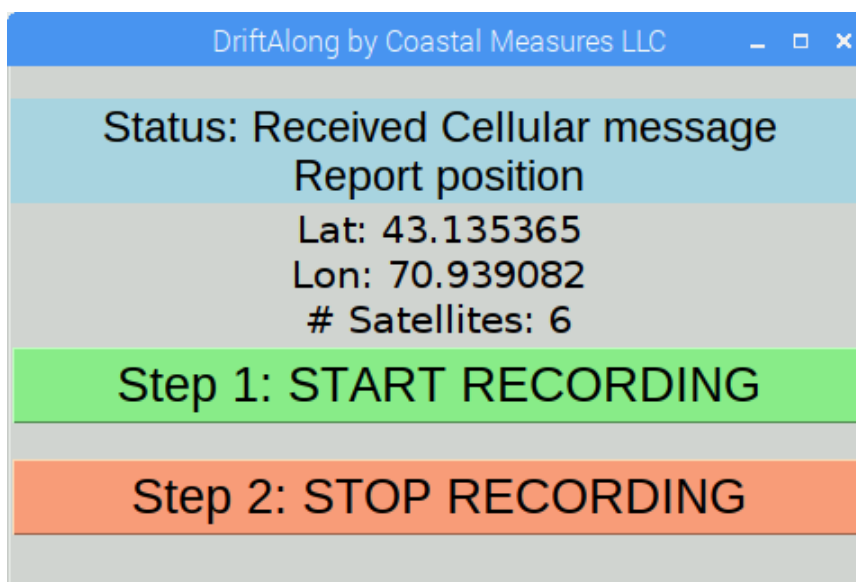 DriftAlong by Coastal Measures LLC
Status: Received Cellular message
Report position
Lat: 43.135365
Lon: 70.939082
# Satellites: 6
Step 1: START RECORDING
Step 2: STOP RECORDING